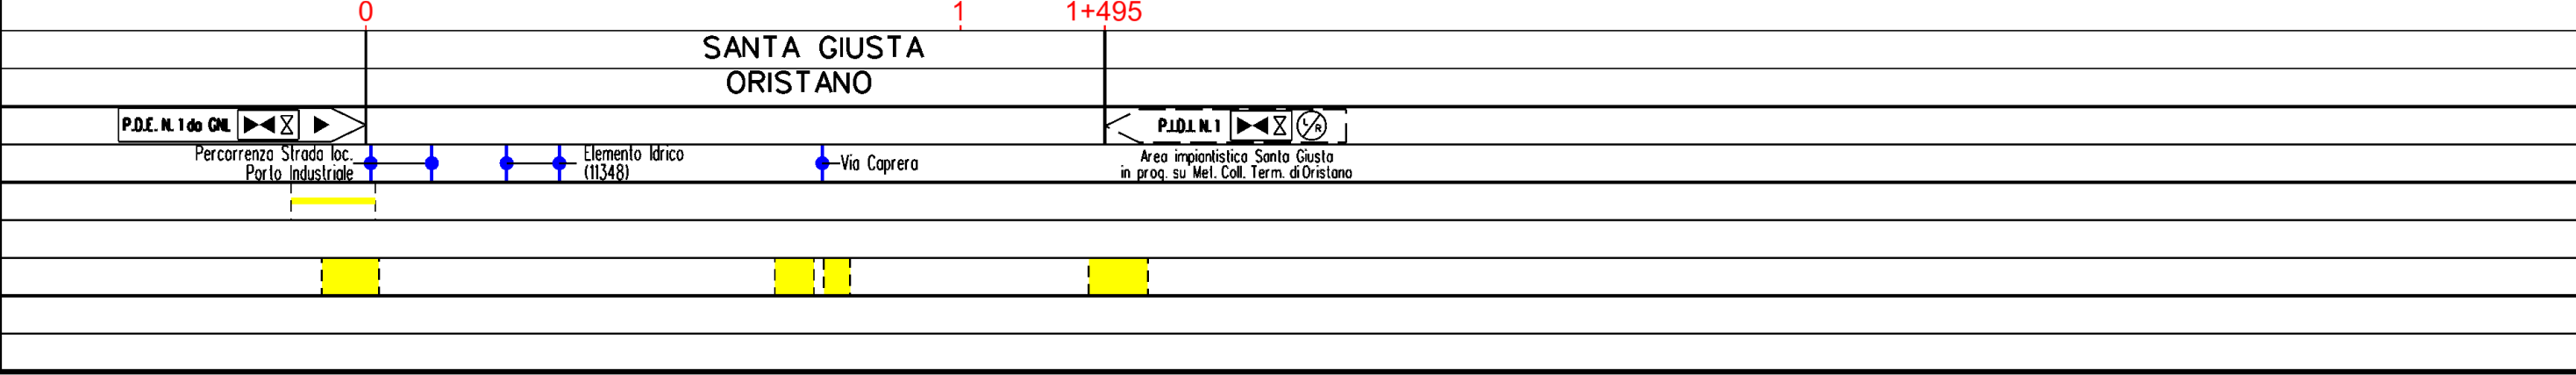 0 1 1+495
SANTA GIUSTA
ORISTANO
P.D.E. N. 1 da GNL
P.I.D.I. N. 1 L/R
Percorrenza Strada loc.
Porto Industriale
Elemento Idrico
(11348)
Via Caprera
Area impiantistica Santa Giusta
in prog. su Met. Coll. Term. di Oristano